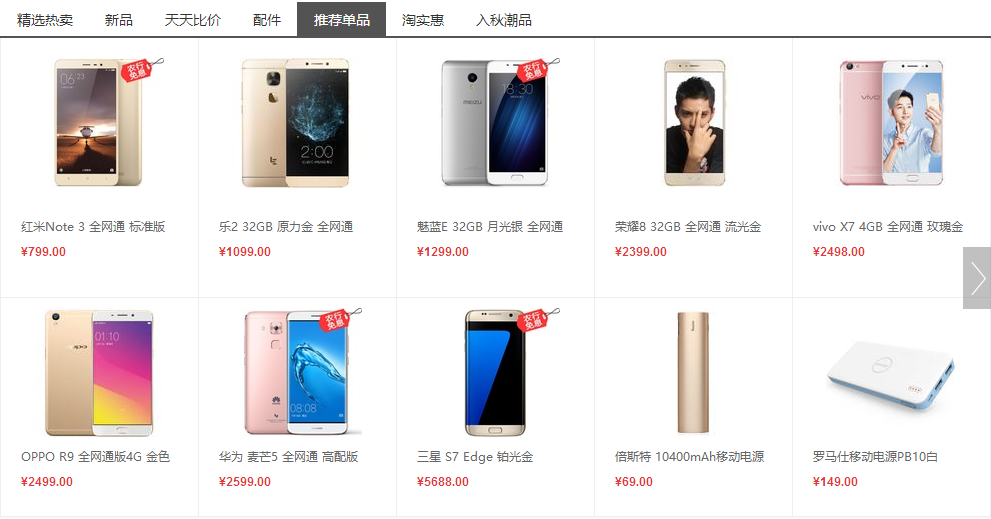 精选热卖 新品 天天比价 配件 推荐单品 淘实惠 入秋潮品
农行
免息
06:23
LE
2:00
农行
免息
MEIZU
18:30
vivo
红米Note 3 全网通 标准版
乐2 32GB 原力金 全网通
魅蓝E 32GB 月光银 全网通
荣耀8 32GB 全网通 流光金
vivo X7 4GB 全网通 玫瑰金
¥799.00
¥1099.00
¥1299.00
¥2399.00
¥2498.00
oppo
01:10
农行
免息
HUAWEI
08:08
农行
免息
OPPO R9 全网通版4G 金色
华为 麦芒5 全网通 高配版
三星 S7 Edge 铂光金
倍斯特 10400mAh移动电源
罗马仕移动电源PB10白
¥2499.00
¥2599.00
¥5688.00
¥69.00
¥149.00